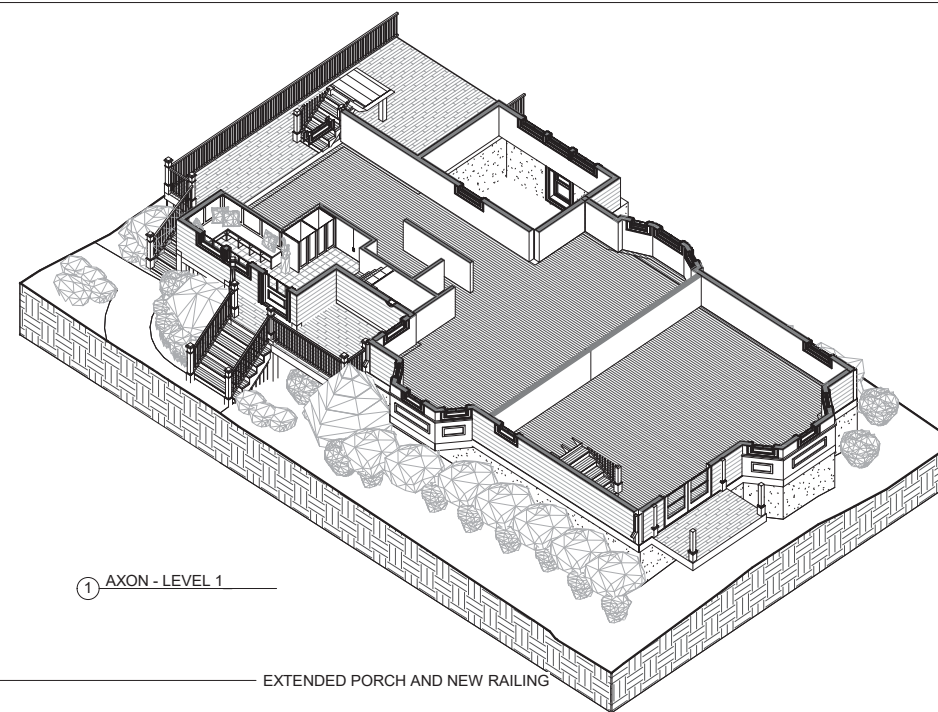 1 AXON - LEVEL 1
EXTENDED PORCH AND NEW RAILING